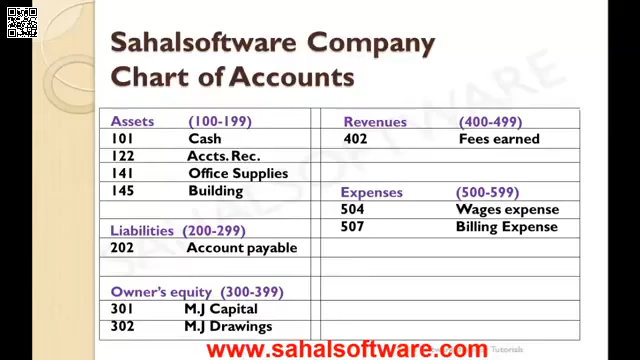 Sahalsoftware Company
Chart of Accounts
Assets (100-199)
101 Cash
122 Accts. Rec.
141 Office Supplies
145 Building
Liabilities (200-299)
202 Account payable
Owner's equity (300-399)
301 M.J Capital
302 M.J Drawings
Revenues (400-499)
402 Fees earned
Expenses (500-599)
504 Wages expense
507 Billing Expense
SAHALSOFTWARE
www.sahalsoftware.com
Tutorials